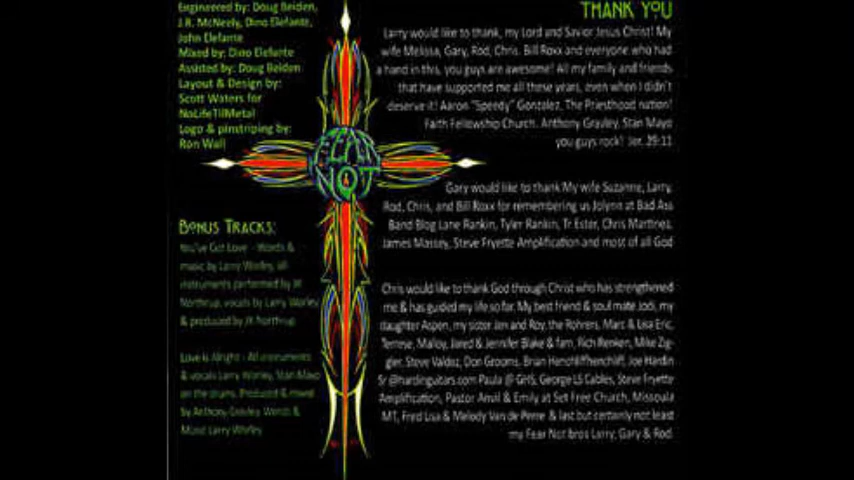 Engineered by: Doug Beiden,
J.R. McNeely, Dino Elefante,
John Elefante
Mixed by: Dino Elefante
Assisted by: Doug Beiden
Layout & Design by:
Scott Waters for
NoLifeTilMetal
Logo & pinstriping by:
Ron Wall
FEAR
NOT
BONUS TRACKS:
You've Got Love - Words &
music by Larry Worley, all
instruments performed by JK
Northrup, vocals by Larry Worley
& produced by JK Northrup
Love is Alright - All instruments
& vocals Larry Worley, Stan Mayo
on the drums. Produced & mixed
by Anthony Gravley Words &
Music Larry Worley
THANK YOU
Larry would like to thank, my Lord and Savior Jesus Christ! My
wife Melissa, Gary, Rod, Chris. Bill Roxx and everyone who had
a hand in this, you guys are awesome! All my family and friends
that have supported me all these years, even when I didn't
deserve it! Aaron "Speedy" Gonzalez, The Priesthood nation!
Faith Fellowship Church. Anthony Gravley, Stan Mayo
you guys rock! Jer. 29:11
Gary would like to thank My wife Suzanne, Larry,
Rod, Chris, and Bill Roxx for remembering us Jolynn at Bad Ass
Band Blog Lane Rankin, Tyler Rankin, Tr Ester, Chris Martinez,
James Massey, Steve Fryette Amplification and most of all God
Chris would like to thank God through Christ who has strengthened
me & has guided my life so far. My best friend & soul mate Jodi, my
daughter Aspen, my sister Jen and Roy, the Rohrers, Marc & Lisa Eric,
Malloy, Jared & Jennifer Blake & fam, Rich Renken, Mike Zig-
gler, Steve Valdez, Don Grooms, Brian Joe Hardin
Sr @hardinguitars.com Paula @ GHS, George LS Cables, Steve Fryette
Amplification, Pastor Anvil & Emily at Set Free Church, Missoula
MT, Fred Lisa & Melody Van de Perre & last but certainly not least
my Fear Not bros Larry, Gary & Rod.